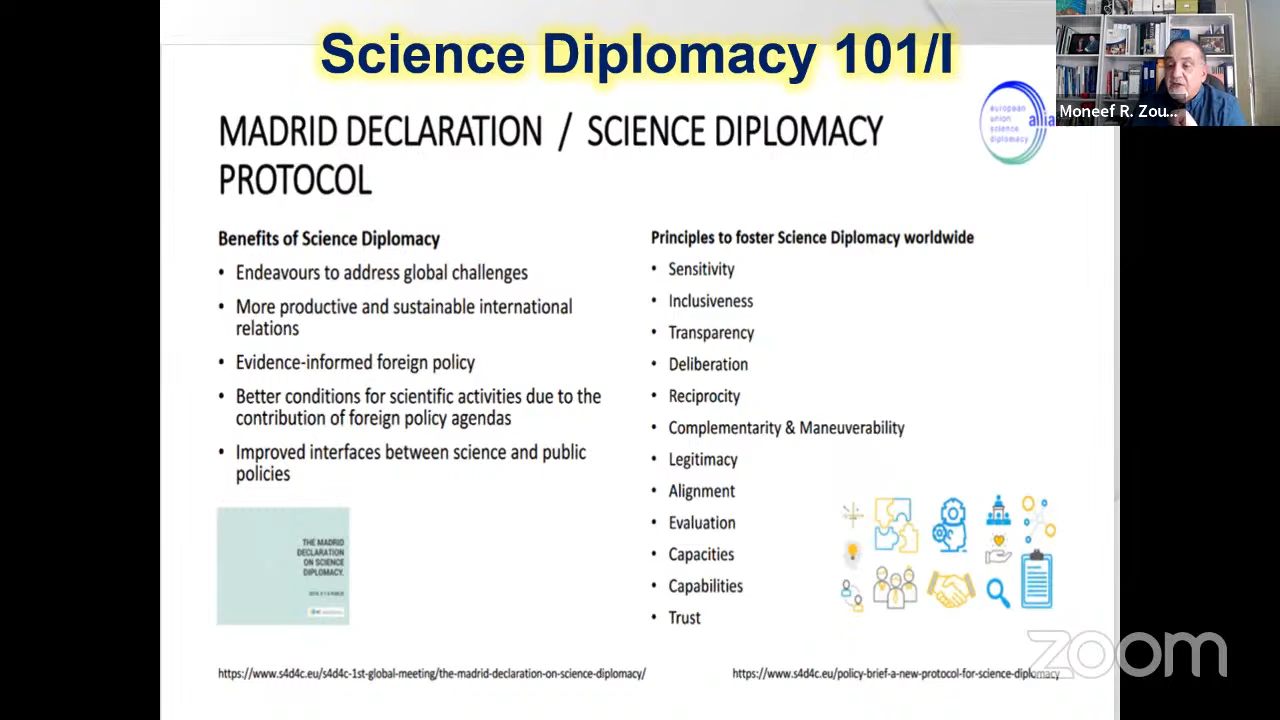 Science Diplomacy 101/I
Moneef R. Zou...
european
union
science
diplomacy
allia
MADRID DECLARATION / SCIENCE DIPLOMACY
PROTOCOL
Benefits of Science Diplomacy
• Endeavours to address global challenges
• More productive and sustainable international
relations
• Evidence-informed foreign policy
• Better conditions for scientific activities due to the
contribution of foreign policy agendas
• Improved interfaces between science and public
policies
Principles to foster Science Diplomacy worldwide
• Sensitivity
• Inclusiveness
• Transparency
• Deliberation
• Reciprocity
• Complementarity & Maneuverability
• Legitimacy
• Alignment
• Evaluation
• Capacities
• Capabilities
• Trust
THE MADRID
DECLARATION
ON SCIENCE
DIPLOMACY.
https://www.s4d4c.eu/s4d4c-1st-global-meeting/the-madrid-declaration-on-science-diplomacy/
https://www.s4d4c.eu/policy-brief-a-new-protocol-for-science-diplomacy
zoom